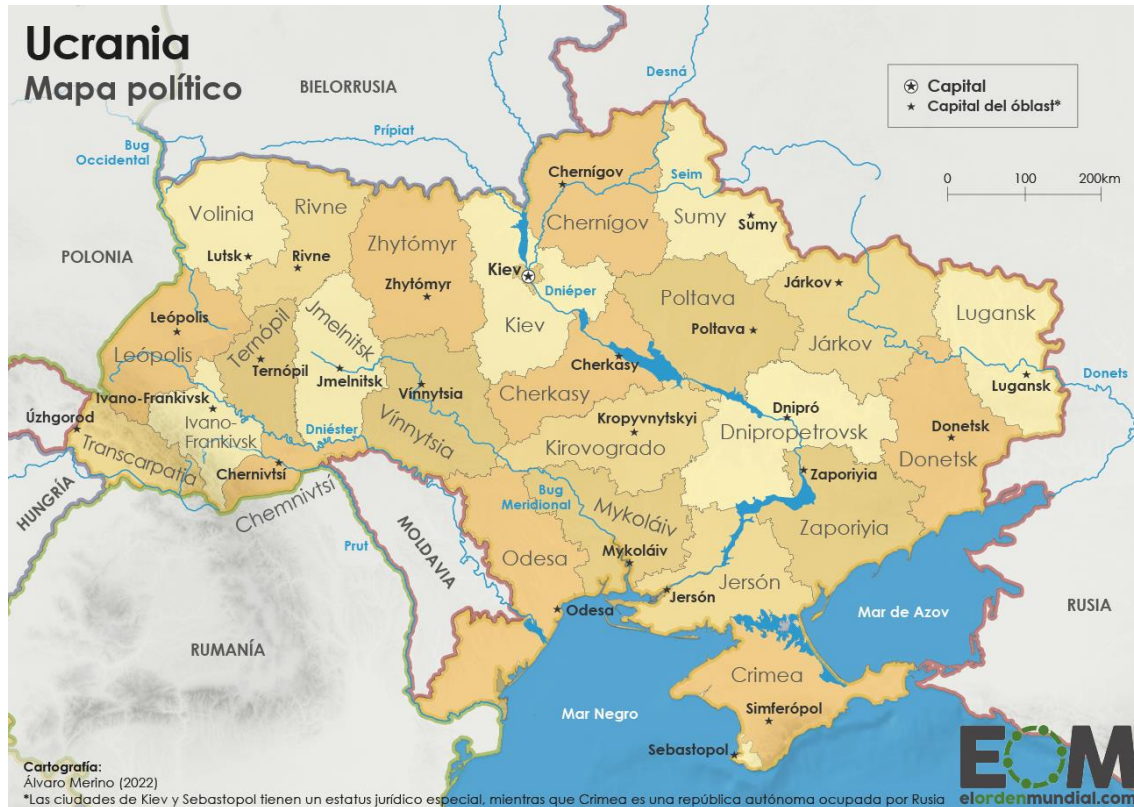 Ucrania
Mapa político
BIELORRUSIA
Desná
Capital
Capital del óblast*
Bug
Occidental
Prípiat
Chernígov
Seim
0 100 200km
Volinia
Rivne
Chernígov
Sumy
Sumy
Zhytómyr
POLONIA
Lutsk
Rivne
Kiev
Zhytómyr
Dniéper
Poltava
Járkov
Lugansk
Leópolis
Jmelnitsk
Kiev
Poltava
Leópolis
Ternópil
Járkov
Ternópil
Jmelnitsk
Cherkásy
Lugansk
Donets
Ivano-Frankivsk
Vínnytsia
Cherkasy
Úzhgorod
Ivano-
Frankivsk
Dniéster
Vínnytsia
Kropyvnytskyi
Dnipró
Dnipropetrovsk
Donetsk
Transcarpatia
Kirovogrado
Donetsk
Chernivtsí
Zaporiyia
HUNGRÍA
Chemnivtsí
Bug
Meridional
Mykoláiv
Zaporiyia
Prut
MOLDAVIA
Odesa
Mykoláiv
Jersón
Jersón
Odesa
Mar de Azov
RUSIA
RUMANÍA
Crimea
Mar Negro
Simferópol
Sebastopol
EOM
elordenmundial.com
Cartografía:
Álvaro Merino (2022)
*Las ciudades de Kiev y Sebastopol tienen un estatus jurídico especial, mientras que Crimea es una república autónoma ocupada por Rusia